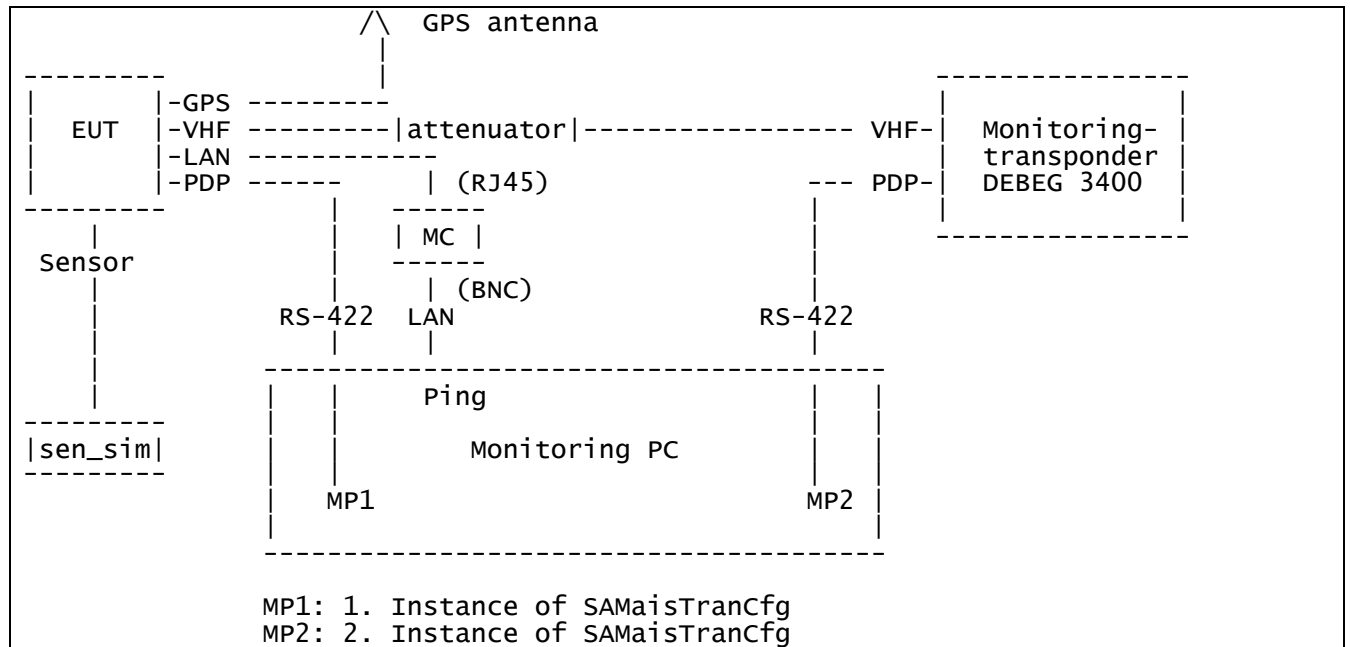 GPS antenna
-GPS
EUT -VHF |attenuator| VHF- Monitoring-
-LAN transponder
-PDP (RJ45) PDP- DEBEG 3400
MC
Sensor
(BNC)
RS-422 LAN RS-422
Ping
|sen_sim| Monitoring PC
MP1 MP2
MP1: 1. Instance of SAMaisTranCfg
MP2: 2. Instance of SAMaisTranCfg